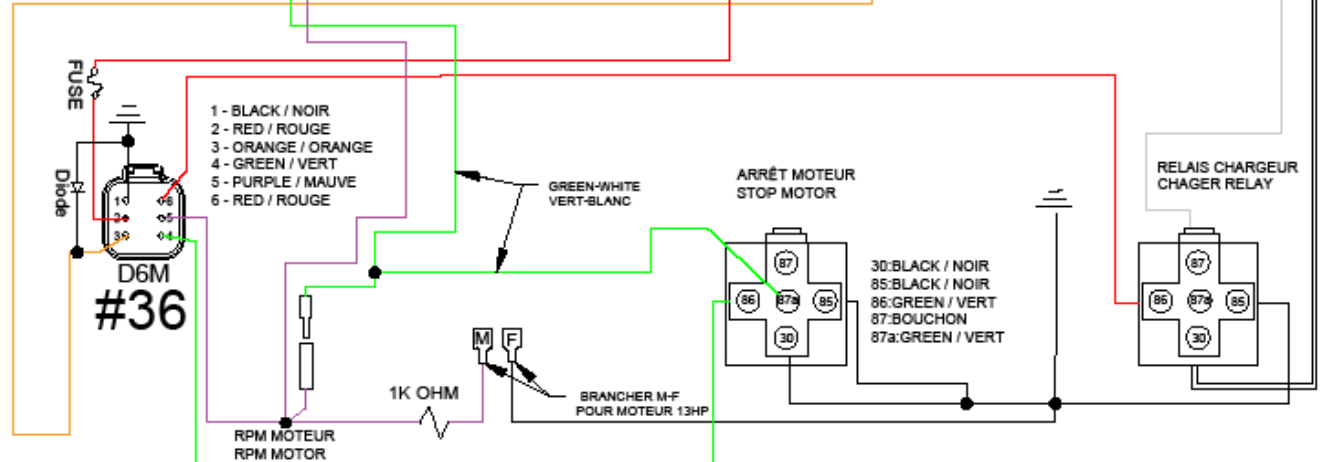 FUSE
Diode
1 - BLACK / NOIR
2 - RED / ROUGE
3 - ORANGE / ORANGE
4 - GREEN / VERT
5 - PURPLE / MAUVE
6 - RED / ROUGE
1
2
3
6
5
4
D6M
#36
GREEN-WHITE
VERT-BLANC
M
F
1K OHM
BRANCHER M-F
POUR MOTEUR 13HP
RPM MOTEUR
RPM MOTOR
ARRÊT MOTEUR
STOP MOTOR
87
86
87a
85
30
30:BLACK / NOIR
85:BLACK / NOIR
86:GREEN / VERT
87:BOUCHON
87a:GREEN / VERT
RELAIS CHARGEUR
CHAGER RELAY
87
86
87a
85
30